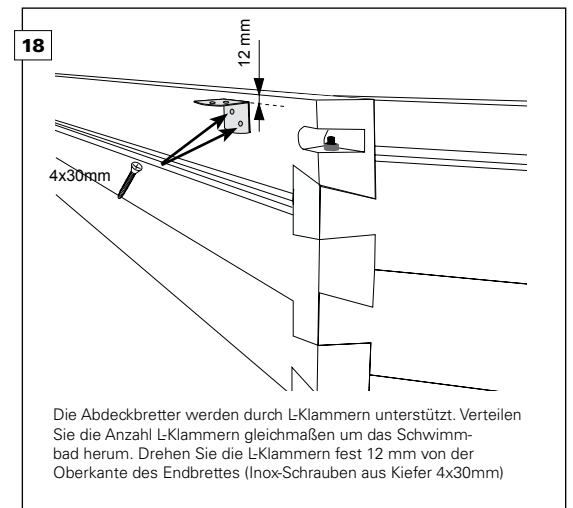 18
12 mm
4x30mm
Die Abdeckbretter werden durch L-Klammern unterstützt. Verteilen
Sie die Anzahl L-Klammern gleichmaßen um das Schwimm-
bad herum. Drehen Sie die L-Klammern fest 12 mm von der
Oberkante des Endbrettes (Inox-Schrauben aus Kiefer 4x30mm)